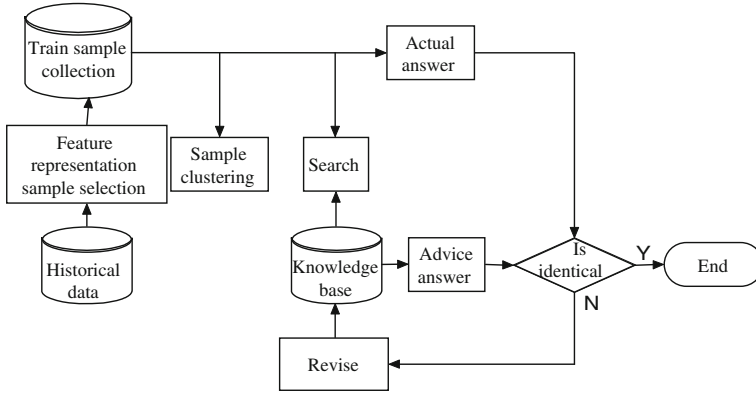 Train sample
collection
Actual
answer
Feature
representation
sample selection
Sample
clustering
Search
Historical
data
Knowledge
base
Advice
answer
Is
identical
Y
End
N
Revise